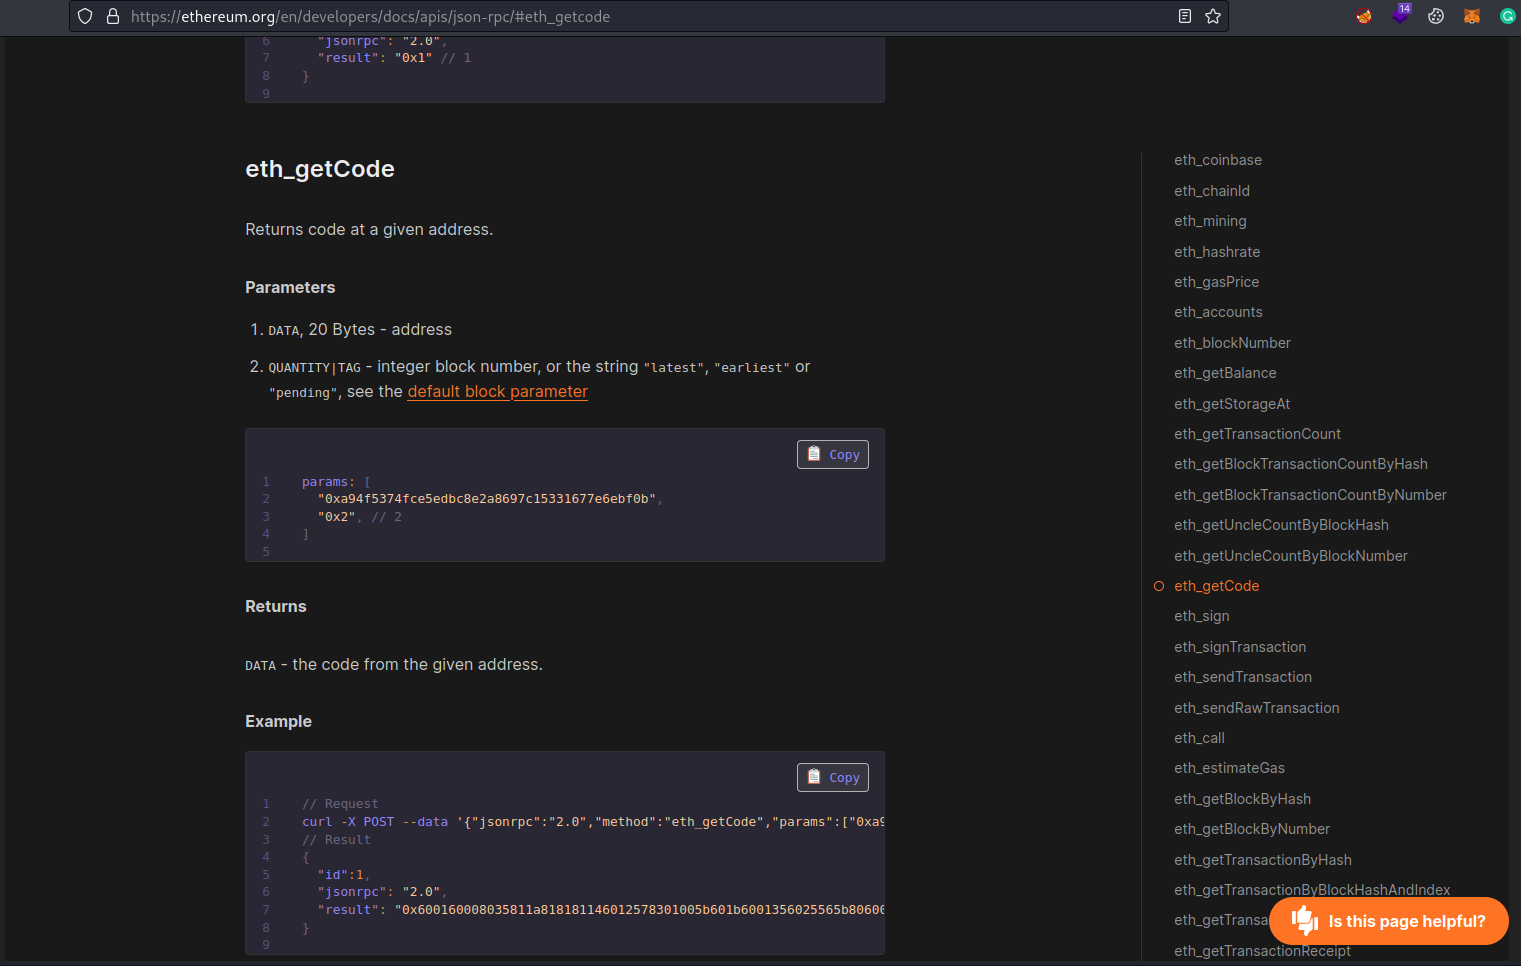 https://ethereum.org/en/developers/docs/apis/json-rpc/#eth_getcode
14
6 "jsonrpc": "2.0",
7 "result": "0x1" // 1
8 }
9
eth_getCode
Returns code at a given address.
Parameters
1. DATA, 20 Bytes - address
2. QUANTITY|TAG - integer block number, or the string "latest", "earliest" or
"pending", see the default block parameter
Copy
1 params: [
2 "0xa94f5374fce5edbc8e2a8697c15331677e6ebf0b",
3 "0x2", // 2
4 ]
5
Returns
DATA - the code from the given address.
Example
Copy
1 // Request
2 curl -X POST --data '{"jsonrpc":"2.0","method":"eth_getCode","params":["0xa9
3 // Result
4 {
5 "id":1,
6 "jsonrpc": "2.0",
7 "result": "0x600160008035811a818181146012578301005b601b6001356025565b80600
8 }
9
eth_coinbase
eth_chainId
eth_mining
eth_hashrate
eth_gasPrice
eth_accounts
eth_blockNumber
eth_getBalance
eth_getStorageAt
eth_getTransactionCount
eth_getBlockTransactionCountByHash
eth_getBlockTransactionCountByNumber
eth_getUncleCountByBlockHash
eth_getUncleCountByBlockNumber
eth_getCode
eth_sign
eth_signTransaction
eth_sendTransaction
eth_sendRawTransaction
eth_call
eth_estimateGas
eth_getBlockByHash
eth_getBlockByNumber
eth_getTransactionByHash
eth_getTransactionByBlockHashAndIndex
eth_getTransa
eth_getTransactionReceipt
Is this page helpful?